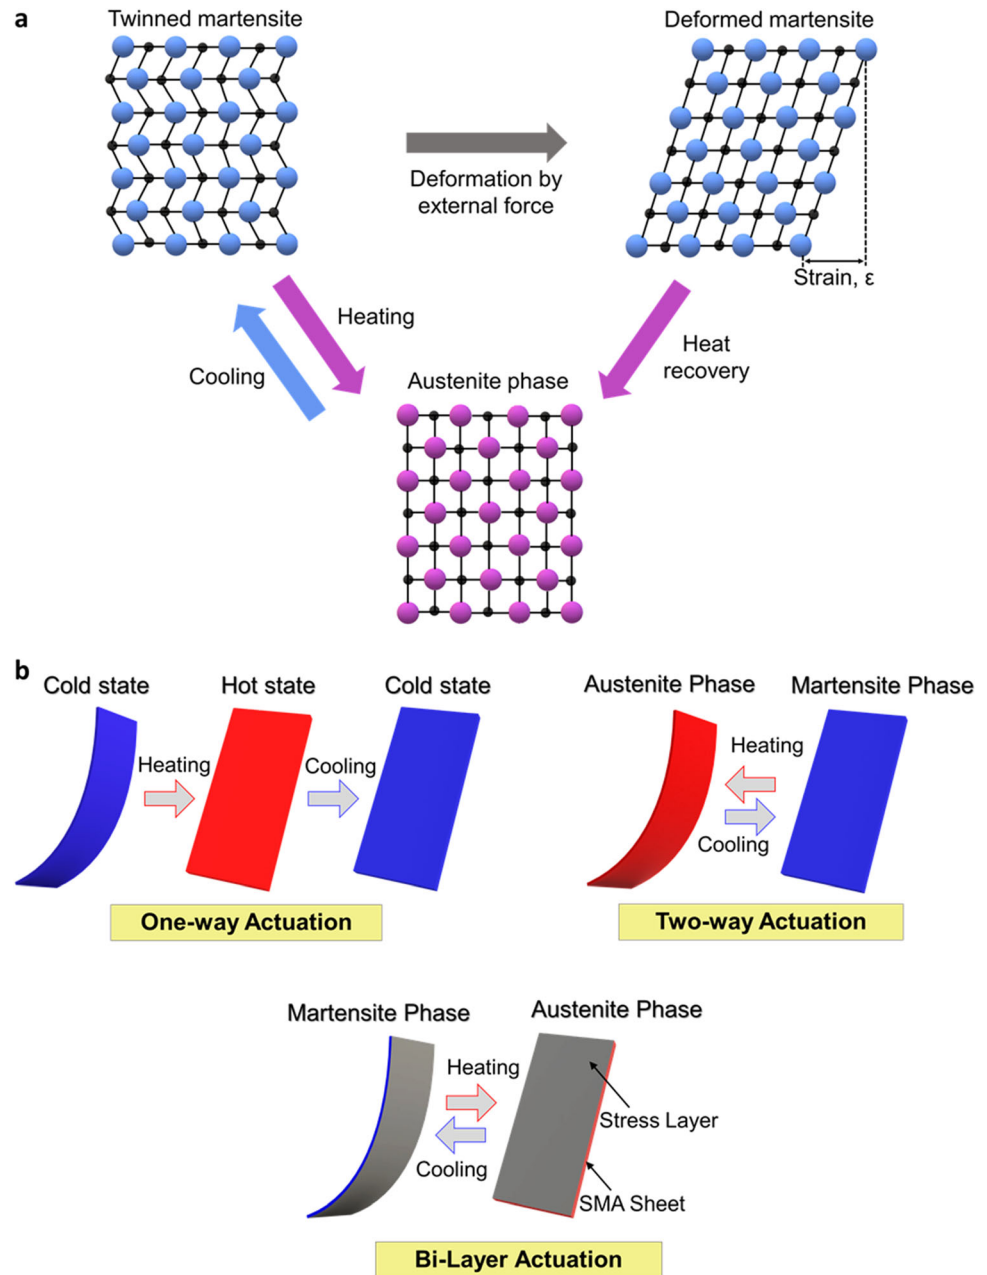 a
Twinned martensite
Deformed martensite
Deformation by
external force
Strain, ε
Heating
Cooling
Heat
recovery
Austenite phase
b
Cold state
Hot state
Cold state
Heating
Cooling
One-way Actuation
Austenite Phase
Martensite Phase
Heating
Cooling
Two-way Actuation
Martensite Phase
Austenite Phase
Heating
Cooling
Stress Layer
SMA Sheet
Bi-Layer Actuation